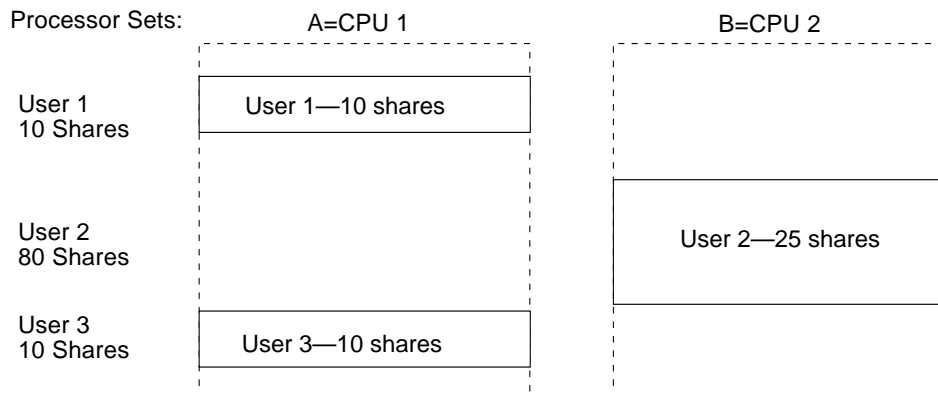 Processor Sets:
A=CPU 1
B=CPU 2
User 1
10 Shares
User 1—10 shares
User 2
80 Shares
User 2—25 shares
User 3
10 Shares
User 3—10 shares